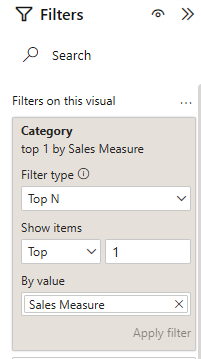 Filters
Search
Filters on this visual ...
Category
top 1 by Sales Measure
Filter type
Top N
Show items
Top 1
By value
Sales Measure
Apply filter